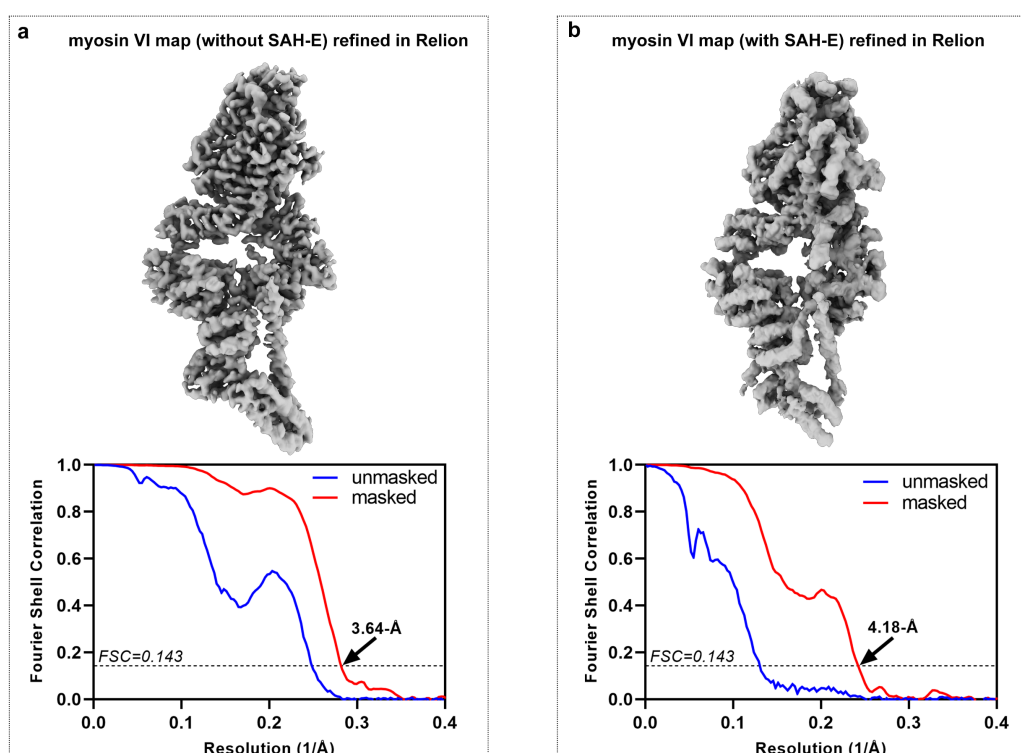 a
myosin VI map (without SAH-E) refined in Relion
1.0
0.8
0.6
0.4
0.2
0.0
Fourier Shell Correlation
unmasked
masked
3.64-Å
FSC=0.143
0.0 0.1 0.2 0.3 0.4
Resolution (1/Å)
b
myosin VI map (with SAH-E) refined in Relion
1.0
0.8
0.6
0.4
0.2
0.0
Fourier Shell Correlation
unmasked
masked
4.18-Å
FSC=0.143
0.0 0.1 0.2 0.3 0.4
Resolution (1/Å)